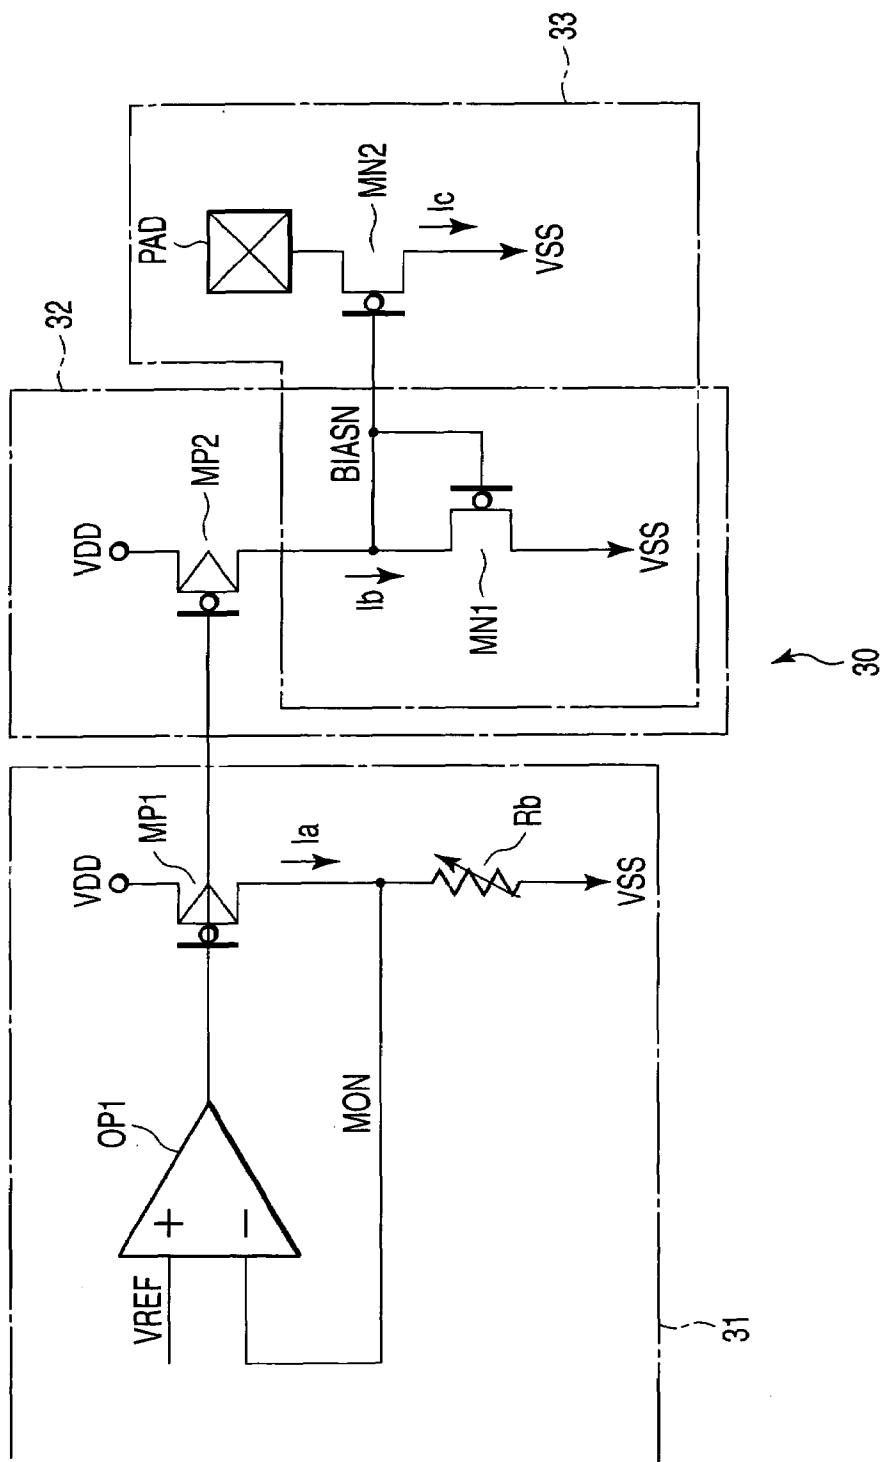 31
VREF
+
−
OP1
MON
VDD
MP1
Ia
Rb
VSS
32
VDD
MP2
Ib
BIASN
MN1
VSS
33
PAD
MN2
Ic
VSS
30